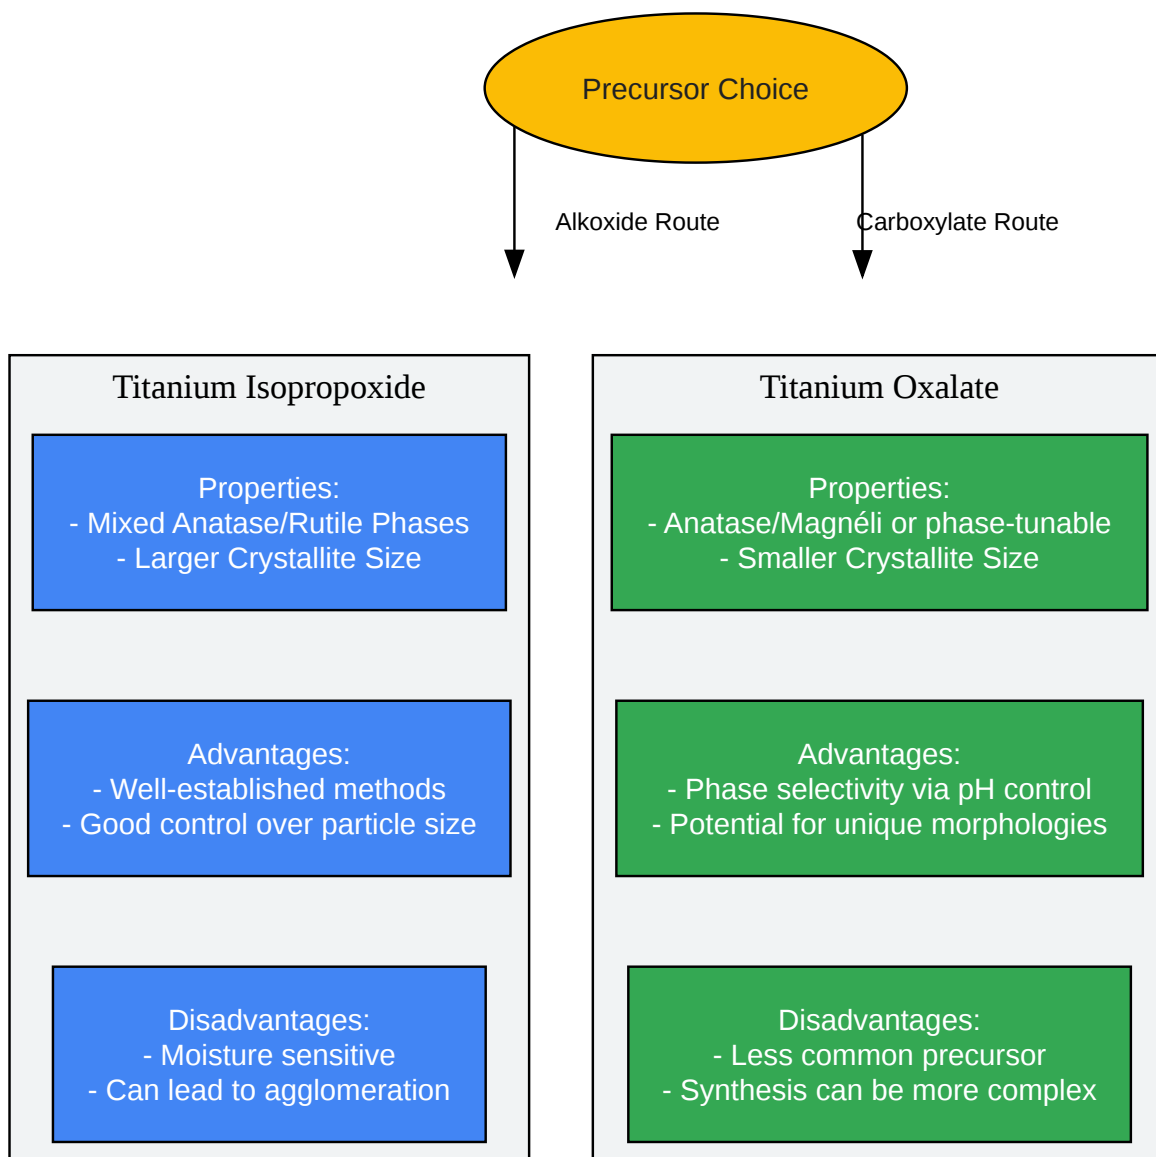 Precursor Choice
Alkoxide Route
Carboxylate Route
Titanium Isopropoxide
Properties:
- Mixed Anatase/Rutile Phases
- Larger Crystallite Size
Advantages:
- Well-established methods
- Good control over particle size
Disadvantages:
- Moisture sensitive
- Can lead to agglomeration
Titanium Oxalate
Properties:
- Anatase/Magnéli or phase-tunable
- Smaller Crystallite Size
Advantages:
- Phase selectivity via pH control
- Potential for unique morphologies
Disadvantages:
- Less common precursor
- Synthesis can be more complex